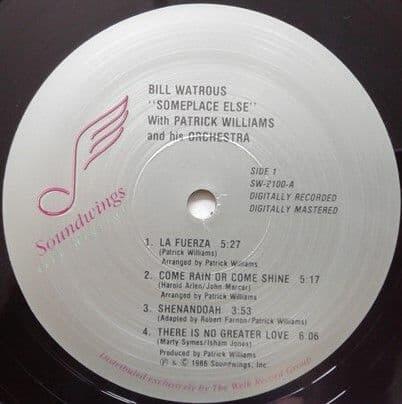 BILL WATROUS
"SOMEPLACE ELSE"
With PATRICK WILLIAMS
and his ORCHESTRA
Soundwings
SIDE 1
SW-2100-A
DIGITALLY RECORDED
DIGITALLY MASTERED
1. LA FUERZA 5:27
(Patrick Williams)
Arranged by Patrick Williams
2. COME RAIN OR COME SHINE 5:17
(Harold Arlen/John Mercer)
Arranged by Patrick Williams
3. SHENANDOAH 3:53
(Adapted by Robert Farnon/Patrick Williams)
4. THERE IS NO GREATER LOVE 6:06
(Marty Symes/Isham Jones)
Produced by Patrick Williams
℗ & © 1986 Soundwings, Inc.
Distributed exclusively by The Welk Record Group